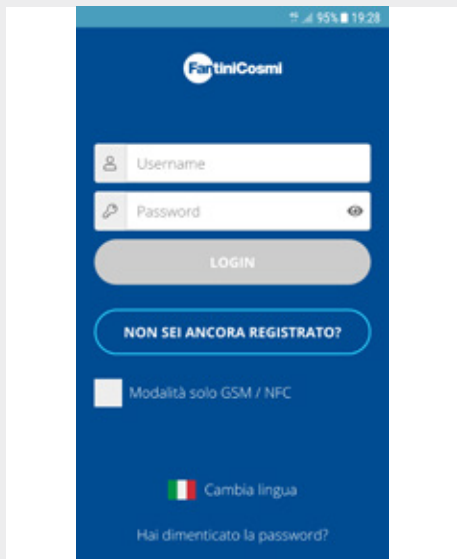 95% 19:28
FantiniCosmi
Username
Password
LOGIN
NON SEI ANCORA REGISTRATO?
Modalità solo GSM / NFC
Cambia lingua
Hai dimenticato la password?